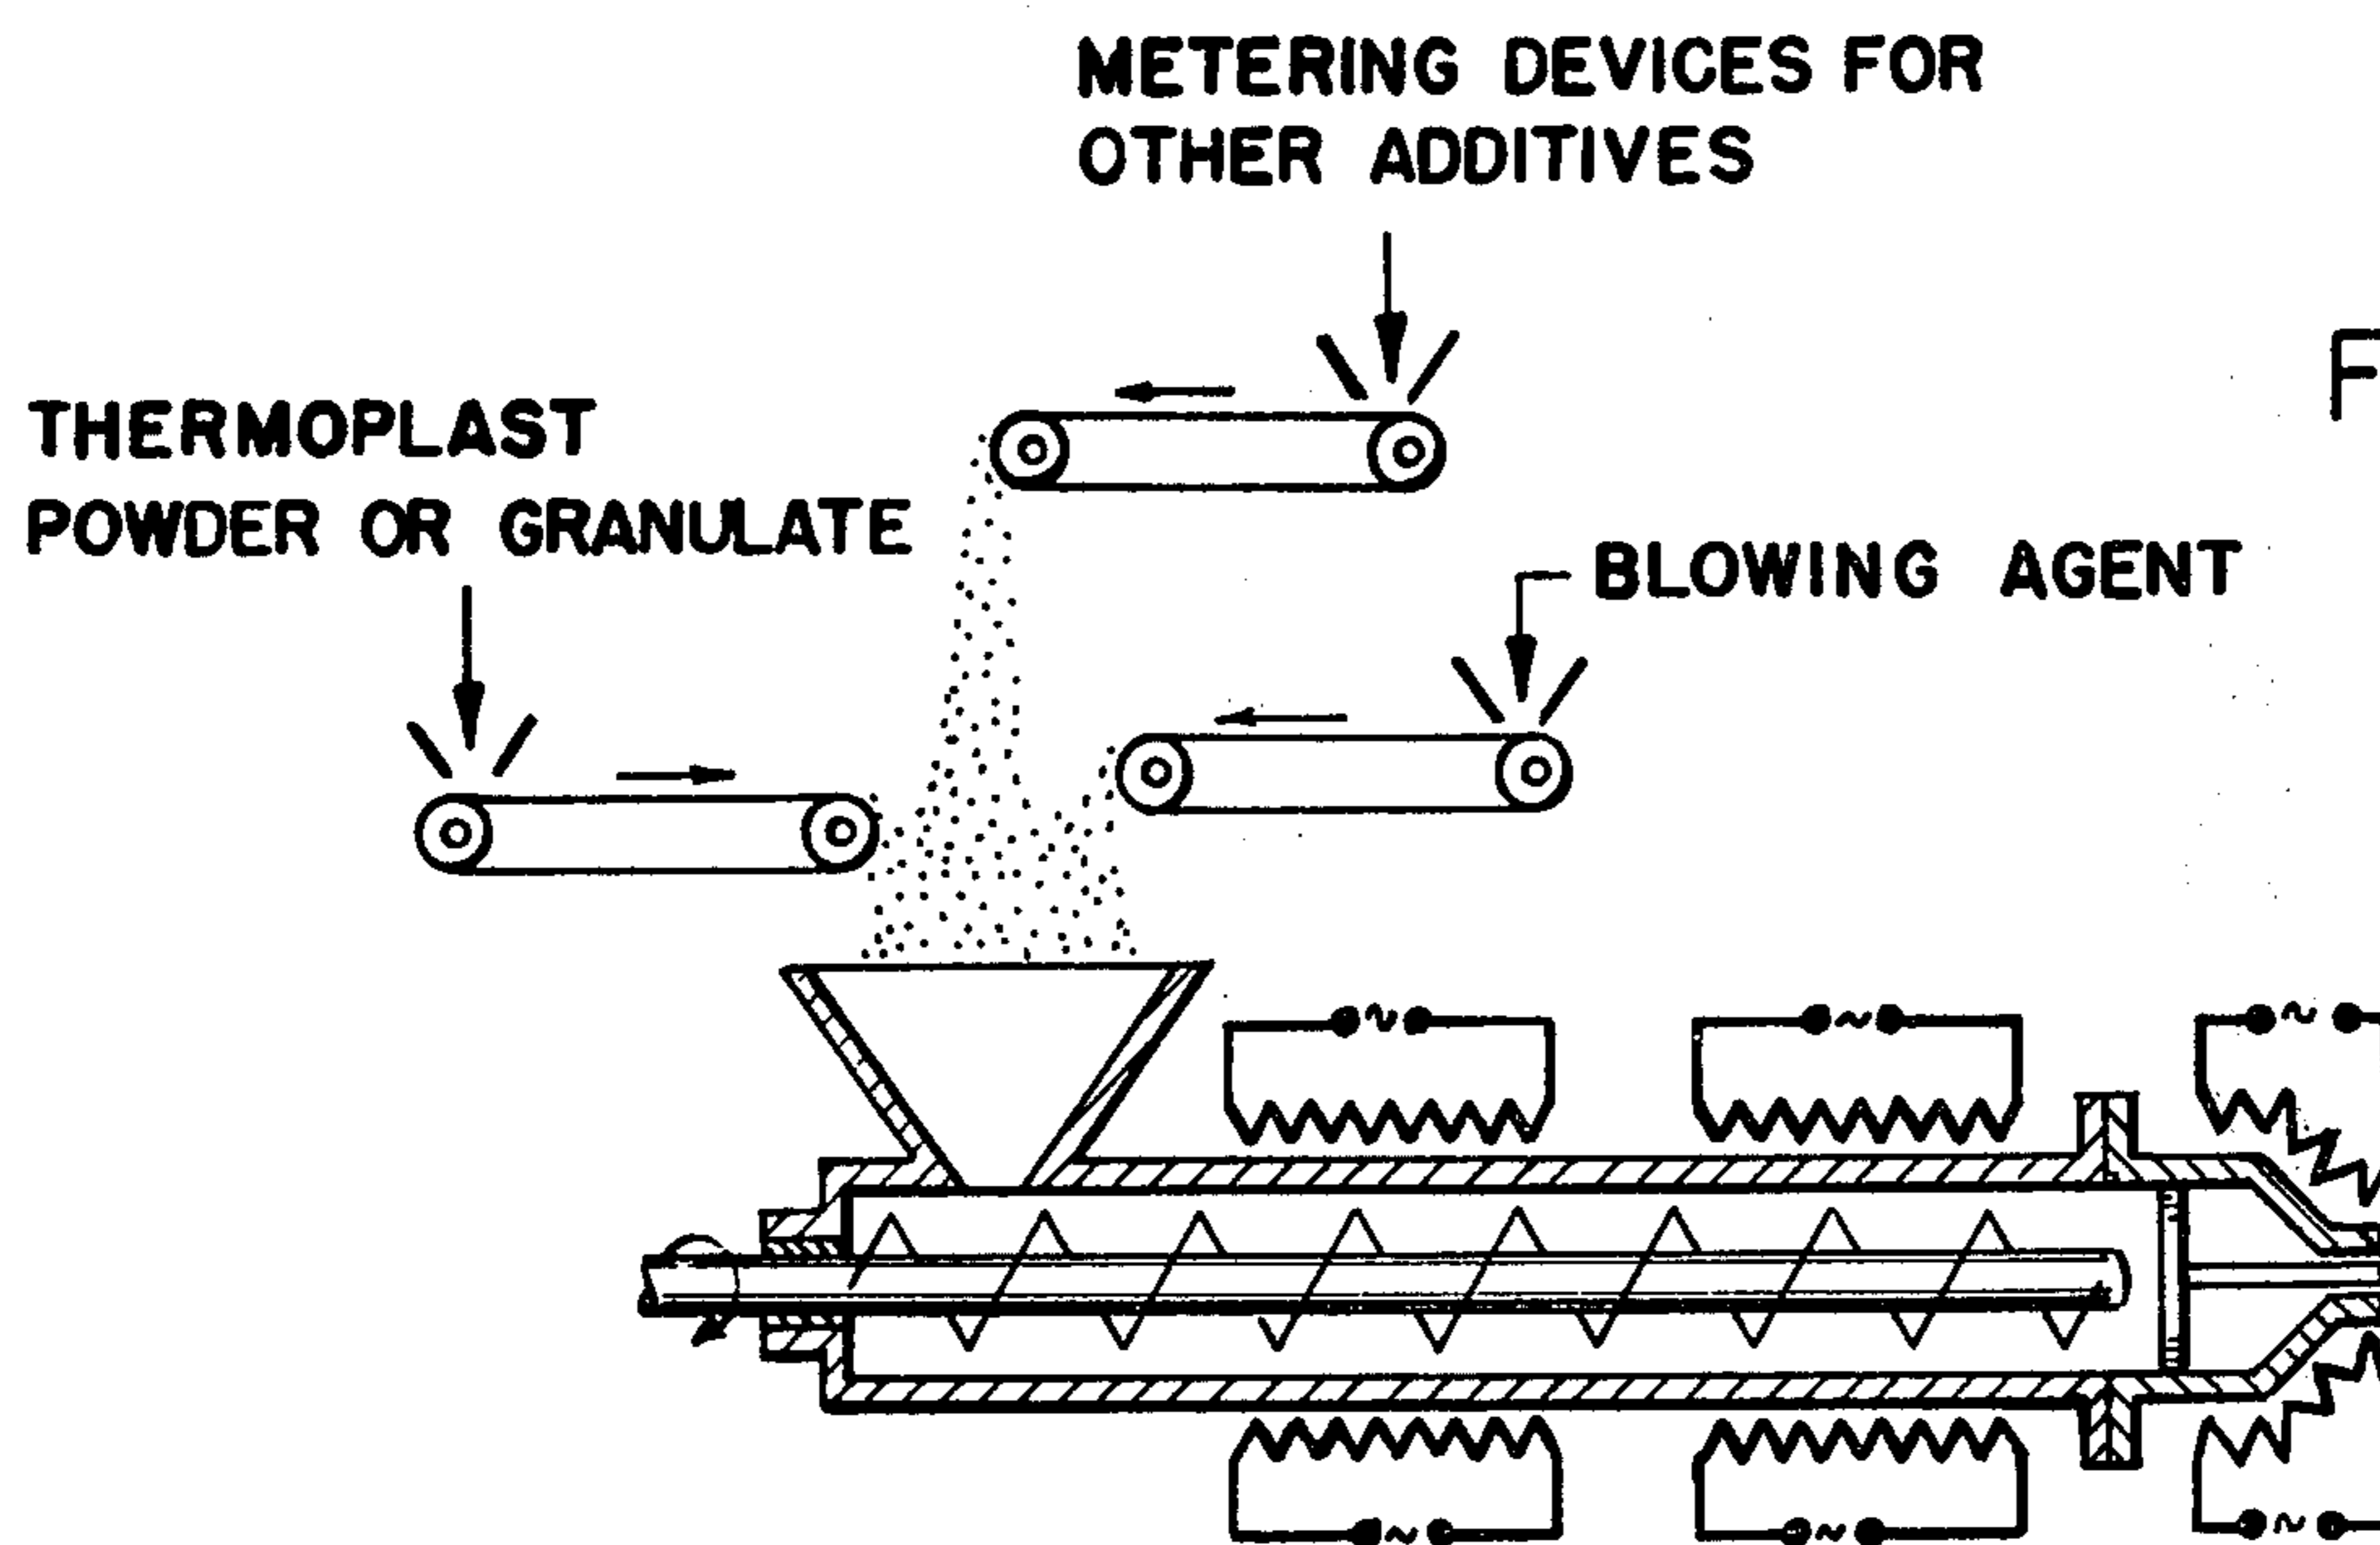 METERING DEVICES FOR
OTHER ADDITIVES
THERMOPLAST
POWDER OR GRANULATE
BLOWING AGENT
F